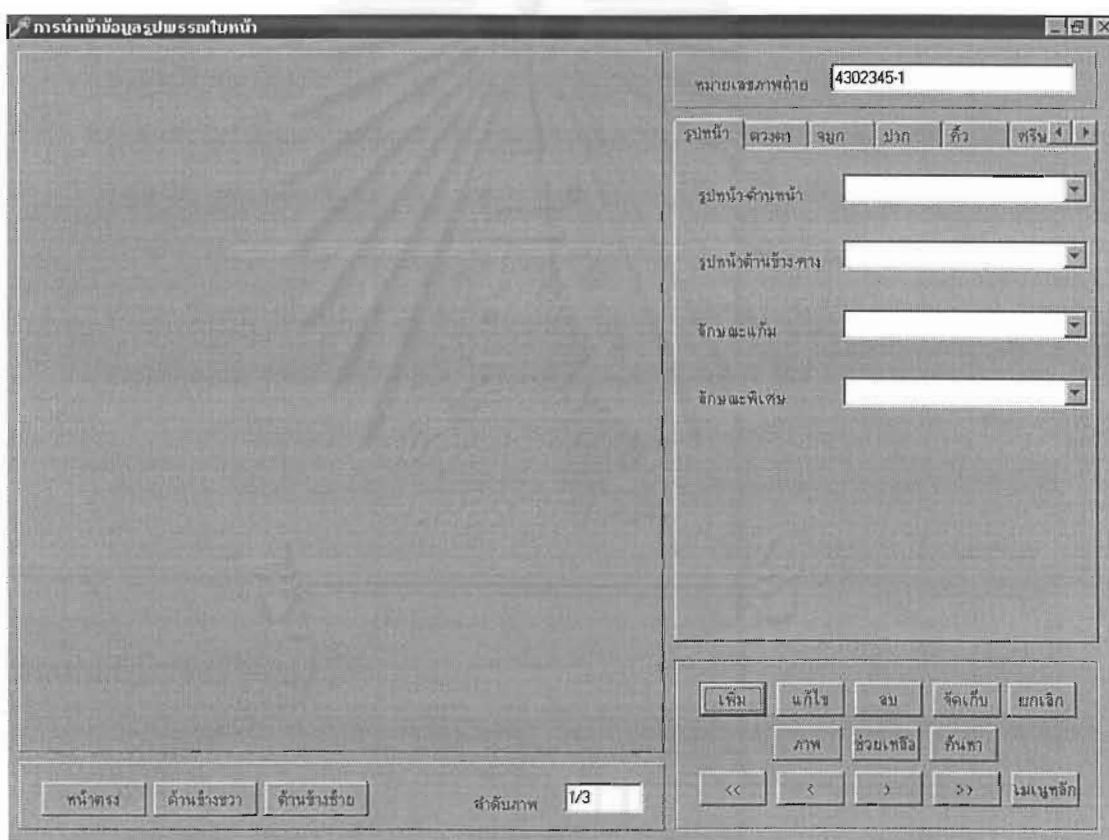 การนำเข้าข้อมูลรูปพรรณใบหน้า
หมายเลขภาพถ่าย 4302345-1
รูปหน้า ดวงตา จมูก ปาก คิ้ว ศรีษ
รูปหน้า-ด้านหน้า
รูปหน้าด้านข้าง-คาง
ลักษณะแก้ม
ลักษณะพิเศษ
เพิ่ม แก้ไข ลบ จัดเก็บ ยกเลิก
ภาพ ช่วยเหลือ ค้นหา
<< < > >> เมนูหลัก
หน้าตรง ด้านข้างขวา ด้านข้างซ้าย ลำดับภาพ 1/3